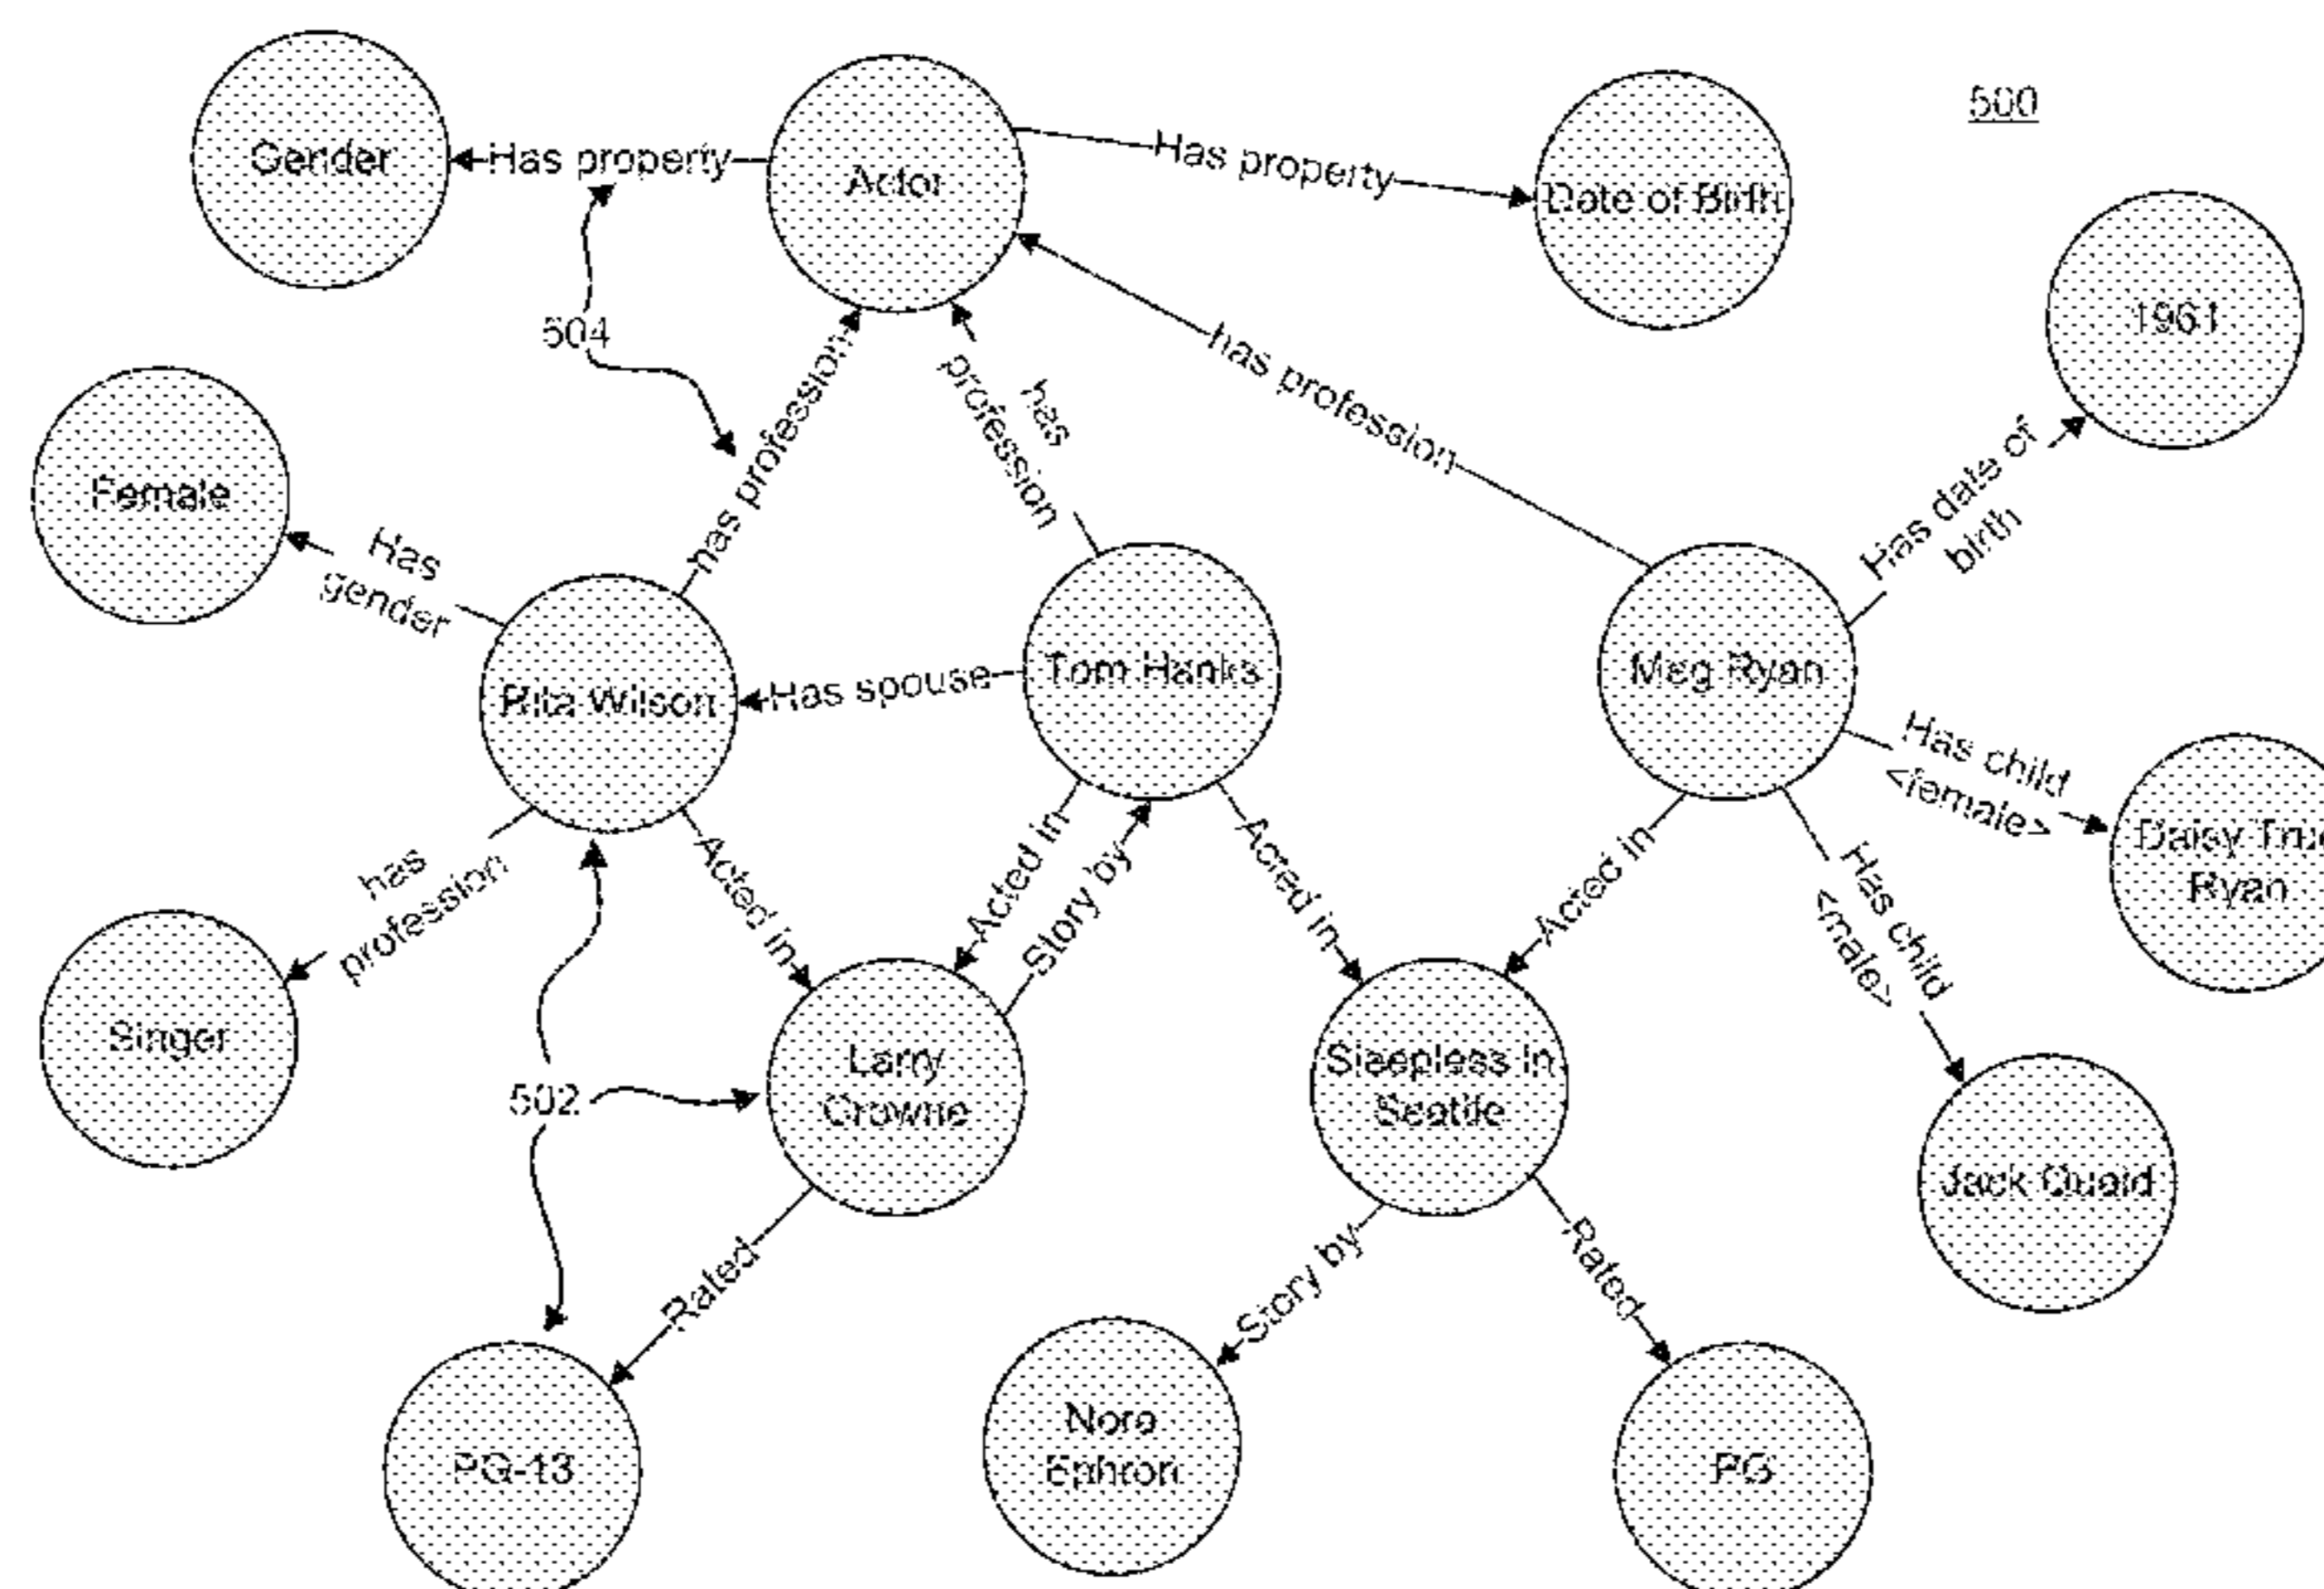 500
Gender
Has property
Actor
Has property
Date of Birth
1961
504
has profession
has
profession
has profession
Has date of
birth
Female
Has
gender
Rita Wilson
Has spouse
Tom Hanks
Meg Ryan
Has child
<female>
Ryan
Daisy
has
profession
Acted in
Acted in
Story by
Acted in
Acted in
Has child
<male>
Singer
502
Larry
Crowne
Sleepless in
Seattle
Jack Quaid
Rated
Story by
Rated
PG-13
Nora
Ephron
PG